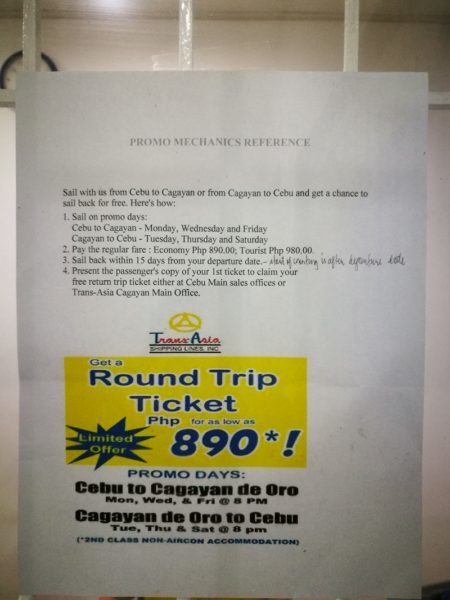 PROMO MECHANICS REFERENCE
Sail with us from Cebu to Cagayan or from Cagayan to Cebu and get a chance to
sail back for free. Here's how:
1. Sail on promo days:
Cebu to Cagayan - Monday, Wednesday and Friday
Cagayan to Cebu - Tuesday, Thursday and Saturday
2. Pay the regular fare : Economy Php 890.00; Tourist Php 980.00
3. Sail back within 15 days from your departure date. - start of counting is after departure date
4. Present the passenger's copy of your 1st ticket to claim your
free return trip ticket either at Cebu Main sales offices or
Trans-Asia Cagayan Main Office.
Trans-Asia
SHIPPING LINES, INC.
Get a
Round Trip
Ticket
Php for as low as
Limited
Offer
890*!
PROMO DAYS:
Cebu to Cagayan de Oro
Mon, Wed, & Fri @ 8 PM
Cagayan de Oro to Cebu
Tue, Thu & Sat @ 8 pm
(*2ND CLASS NON-AIRCON ACCOMMODATION)